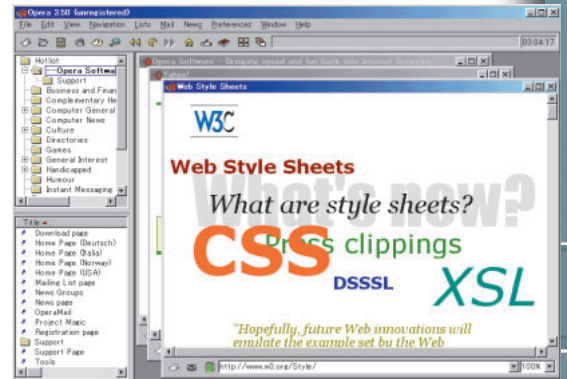 Opera 3.50 (unregistered)
File Edit View Navigation Lists Mail News Preferences Window Help
03:04:17
Hotlist
--Opera Softwa
Support
Business and Finan
Complementary He
Computer General
Computer News
Culture
Directories
Games
General Interest
Handicapped
Humour
Instant Messaging
Title
Download page
Home Page (Deutsch)
Home Page (Italia)
Home Page (Norway)
Home Page (USA)
Mailing List page
News Groups
News page
OperaMail
Project Magic
Registration page
Support
Support Page
Tools
Opera Software - Bringing speed and fun back into Internet
Yahoo!
Web Style Sheets
W3C
Web Style Sheets
What's new?
What are style sheets?
Press clippings
CSS
DSSSL
XSL
"Hopefully, future Web innovations will
emulate the example set by the Web
http://www.w3.org/Style/
100%